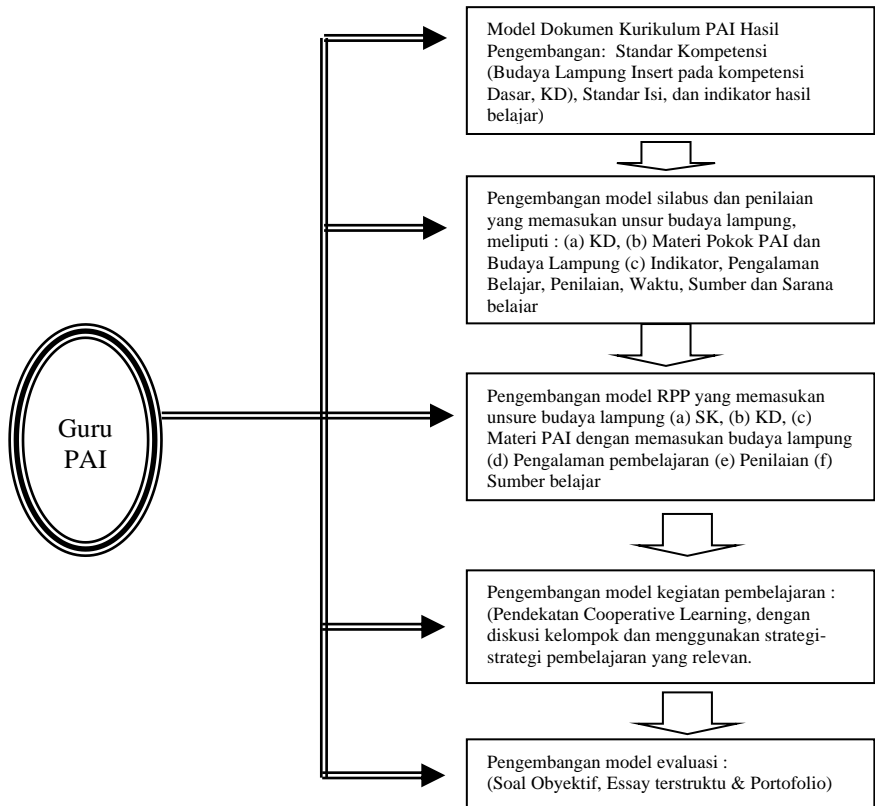 Model Dokumen Kurikulum PAI Hasil
Pengembangan: Standar Kompetensi
(Budaya Lampung Insert pada kompetensi
Dasar, KD), Standar Isi, dan indikator hasil
belajar)
Pengembangan model silabus dan penilaian
yang memasukan unsur budaya lampung,
meliputi : (a) KD, (b) Materi Pokok PAI dan
Budaya Lampung (c) Indikator, Pengalaman
Belajar, Penilaian, Waktu, Sumber dan Sarana
belajar
Guru
PAI
Pengembangan model RPP yang memasukan
unsure budaya lampung (a) SK, (b) KD, (c)
Materi PAI dengan memasukan budaya lampung
(d) Pengalaman pembelajaran (e) Penilaian (f)
Sumber belajar
Pengembangan model kegiatan pembelajaran :
(Pendekatan Cooperative Learning, dengan
diskusi kelompok dan menggunakan strategi-
strategi pembelajaran yang relevan.
Pengembangan model evaluasi :
(Soal Obyektif, Essay terstruktu & Portofolio)